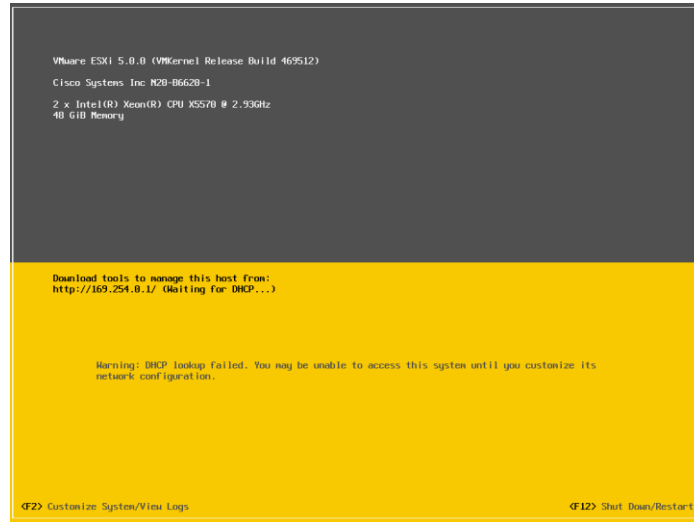 VMware ESXi 5.0.0 (VMKernel Release Build 469512)
Cisco Systems Inc N20-B6620-1
2 x Intel(R) Xeon(R) CPU X5570 @ 2.93GHz
48 GiB Memory
Download tools to manage this host from:
http://169.254.0.1/ (Waiting for DHCP...)
Warning: DHCP lookup failed. You may be unable to access this system until you customize its
network configuration.
<F2> Customize System/View Logs
<F12> Shut Down/Restart